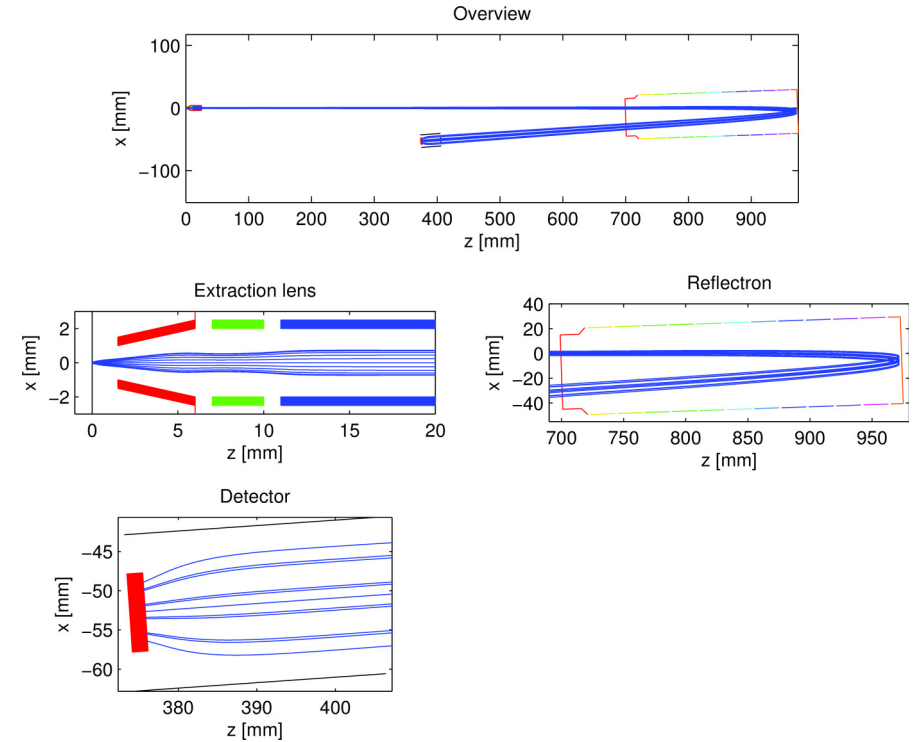 Overview
100
0
−100
x [mm]
0 100 200 300 400 500 600 700 800 900
z [mm]
Extraction lens
2
0
−2
x [mm]
0 5 10 15 20
z [mm]
Reflectron
40
20
0
−20
−40
x [mm]
700 750 800 850 900 950
z [mm]
Detector
−45
−50
−55
−60
x [mm]
380 390 400
z [mm]